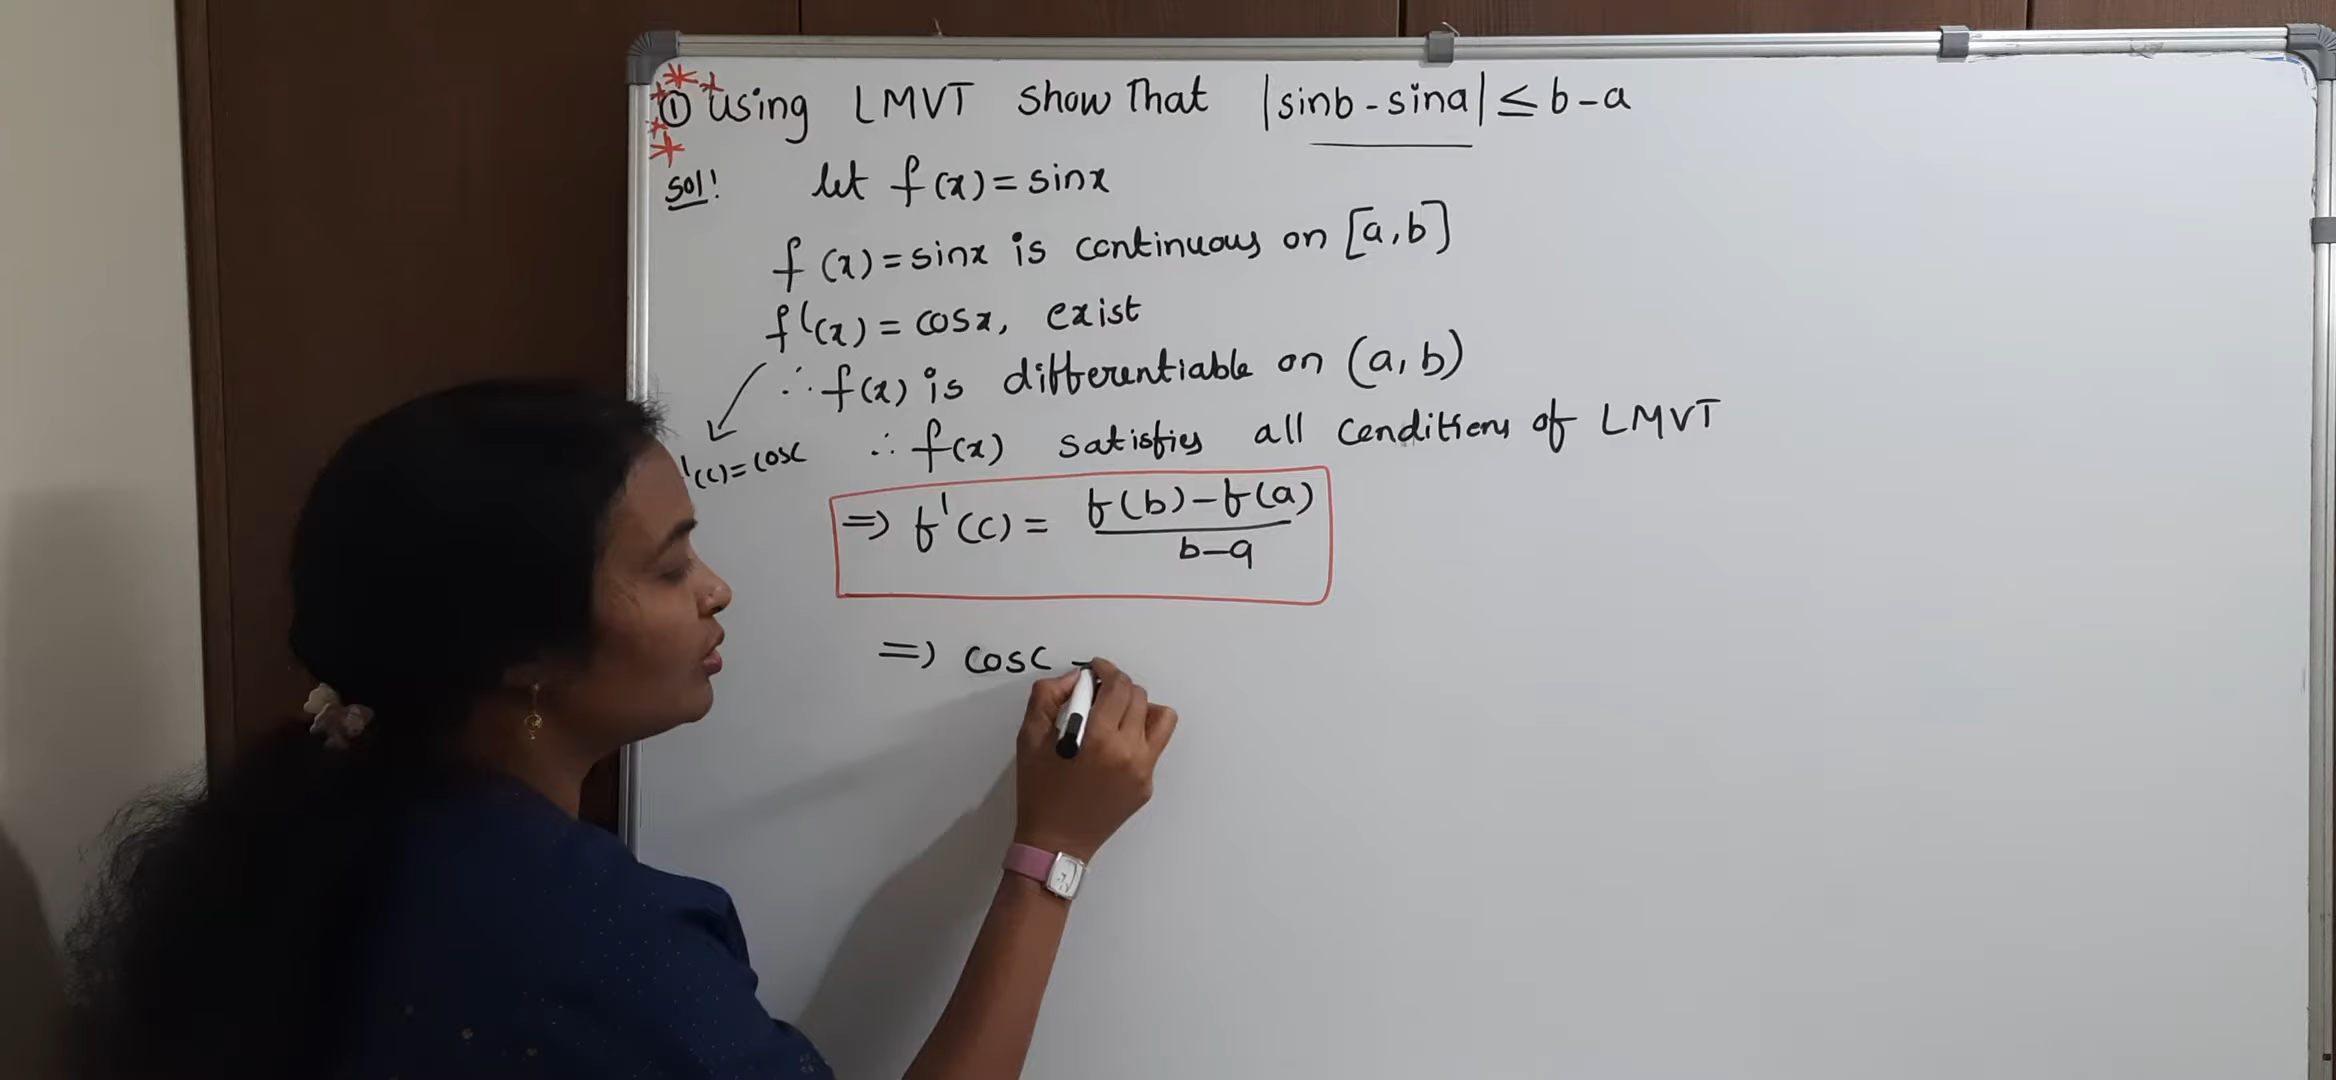 ① using LMVT show That |sinb - sina| ≤ b - a
sol! let f(x) = sinx
f(x) = sinx is continuous on [a, b]
f'(x) = cosx, exist
∴ f(x) is differentiable on (a, b)
∴ f(x) satisfies all conditions of LMVT
'(c) = cosc
⇒ f'(c) = f(b) - f(a) / b - a
⇒ cosc